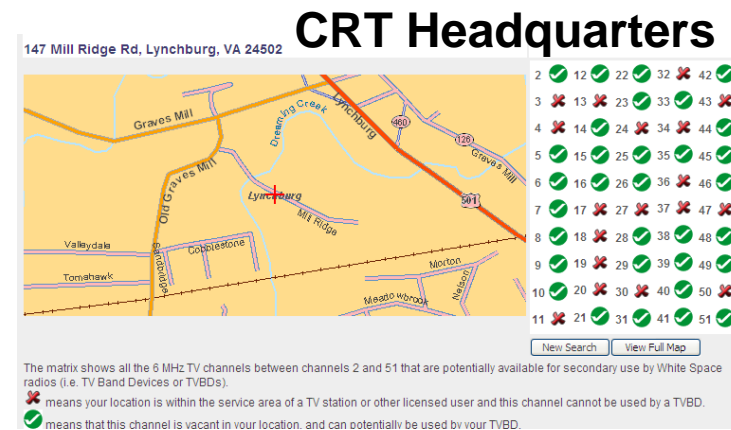 CRT Headquarters
147 Mill Ridge Rd, Lynchburg, VA 24502
Graves Mill
Dreaming Creek
Lynchburg
460
126
Graves Mill
Old Graves Mill
Lynchburg
501
Mill Ridge
Valleydale
Sandbridge
Cobblestone
Tomahawk
Morton
Meadowbrook
Nelson
2 12 22 32 42
3 13 23 33 43
4 14 24 34 44
5 15 25 35 45
6 16 26 36 46
7 17 27 37 47
8 18 28 38 48
9 19 29 39 49
10 20 30 40 50
11 21 31 41 51
New Search View Full Map
The matrix shows all the 6 MHz TV channels between channels 2 and 51 that are potentially available for secondary use by White Space
radios (i.e. TV Band Devices or TVBDs).
means your location is within the service area of a TV station or other licensed user and this channel cannot be used by a TVBD.
means that this channel is vacant in your location, and can potentially be used by your TVBD.